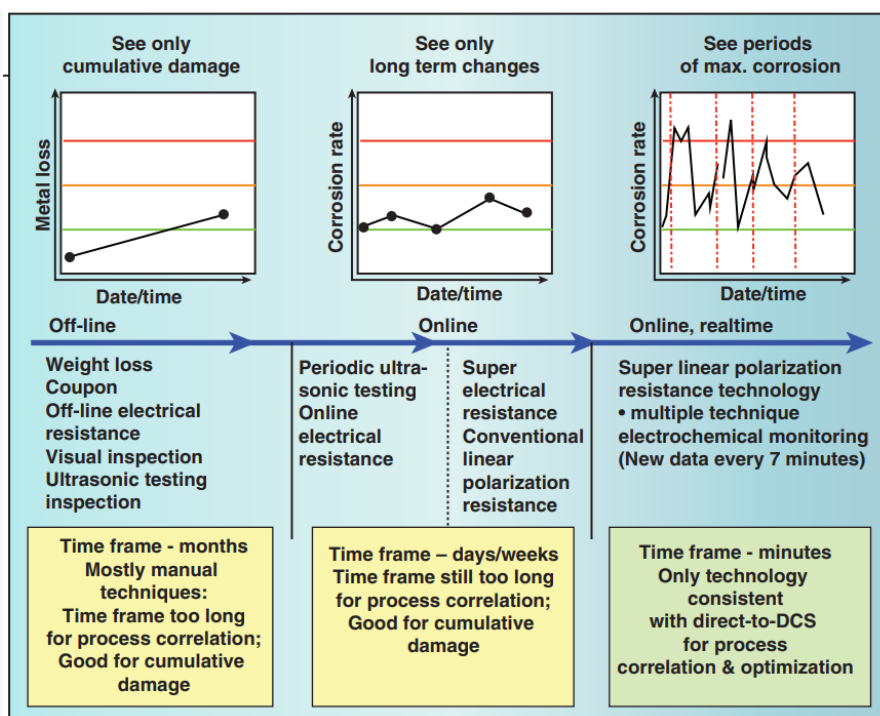 See only
cumulative damage
Metal loss
Date/time
See only
long term changes
Corrosion rate
Date/time
See periods
of max. corrosion
Corrosion rate
Date/time
Off-line
Online
Online, realtime
Weight loss
Coupon
Off-line electrical
resistance
Visual inspection
Ultrasonic testing
inspection
Periodic ultra-
sonic testing
Online
electrical
resistance
Super
electrical
resistance
Conventional
linear
polarization
resistance
Super linear polarization
resistance technology
• multiple technique
electrochemical monitoring
(New data every 7 minutes)
Time frame - months
Mostly manual
techniques:
Time frame too long
for process correlation;
Good for cumulative
damage
Time frame – days/weeks
Time frame still too long
for process correlation;
Good for cumulative
damage
Time frame - minutes
Only technology
consistent
with direct-to-DCS
for process
correlation & optimization